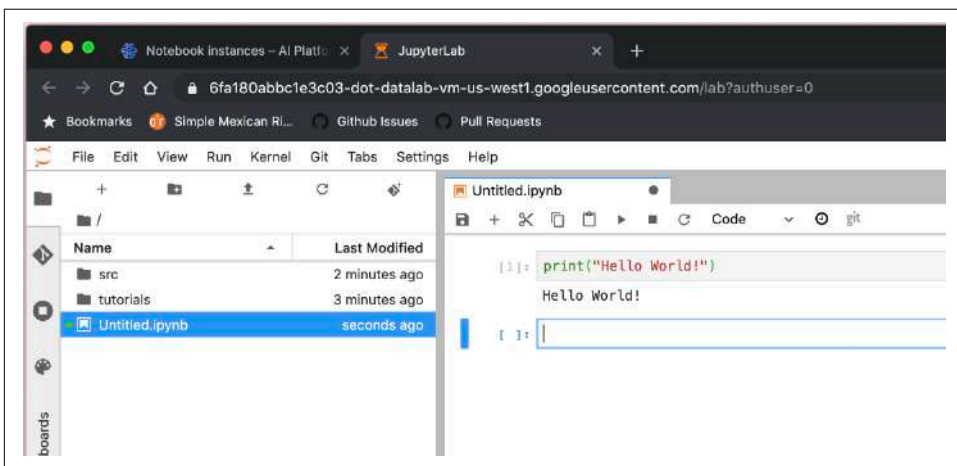 Notebook instances – AI Platfo
JupyterLab
6fa180abbc1e3c03-dot-datalab-vm-us-west1.googleusercontent.com/lab?authuser=0
Bookmarks Simple Mexican Ri... Github Issues Pull Requests
File Edit View Run Kernel Git Tabs Settings Help
/
Name Last Modified
src 2 minutes ago
tutorials 3 minutes ago
Untitled.ipynb seconds ago
boards
Untitled.ipynb
Code git
[1]: print("Hello World!")
Hello World!
[ ]: